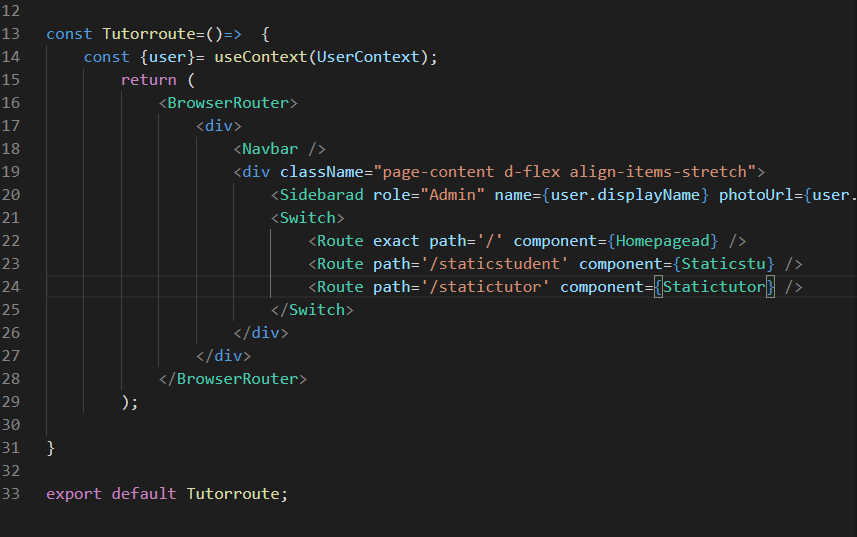 12
13 const Tutorroute=()=>  {
14     const {user}= useContext(UserContext);
15         return (
16             <BrowserRouter>
17                 <div>
18                     <Navbar />
19                     <div className="page-content d-flex align-items-stretch">
20                         <Sidebarad role="Admin" name={user.displayName} photoUrl={user.
21                         <Switch>
22                             <Route exact path='/' component={Homepagead} />
23                             <Route path='/staticstudent' component={Staticstu} />
24                             <Route path='/statictutor' component={Statictutor} />
25                         </Switch>
26                     </div>
27                 </div>
28             </BrowserRouter>
29         );
30
31 }
32
33 export default Tutorroute;